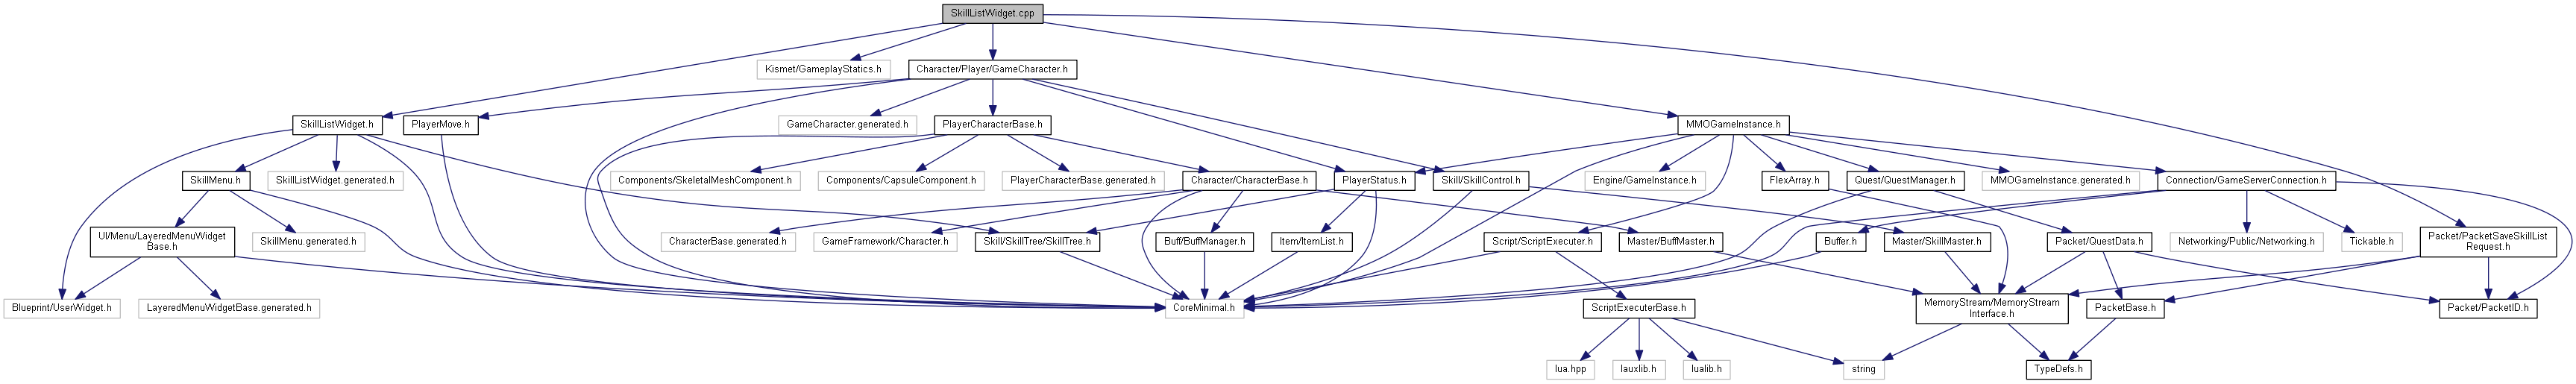 SkillListWidget.cpp
Kismet/GameplayStatics.h
Character/Player/GameCharacter.h
SkillListWidget.h
PlayerMove.h
GameCharacter.generated.h
PlayerCharacterBase.h
MMOGameInstance.h
SkillMenu.h
SkillListWidget.generated.h
Components/SkeletalMeshComponent.h
Components/CapsuleComponent.h
PlayerCharacterBase.generated.h
Character/CharacterBase.h
PlayerStatus.h
Skill/SkillControl.h
Engine/GameInstance.h
FlexArray.h
Quest/QuestManager.h
MMOGameInstance.generated.h
Connection/GameServerConnection.h
UI/Menu/LayeredMenuWidget
Base.h
SkillMenu.generated.h
CharacterBase.generated.h
GameFramework/Character.h
Skill/SkillTree/SkillTree.h
Buff/BuffManager.h
Item/ItemList.h
Script/ScriptExecuter.h
Master/BuffMaster.h
Buffer.h
Master/SkillMaster.h
Packet/QuestData.h
Networking/Public/Networking.h
Tickable.h
Packet/PacketSaveSkillList
Request.h
Blueprint/UserWidget.h
LayeredMenuWidgetBase.generated.h
CoreMinimal.h
ScriptExecuterBase.h
MemoryStream/MemoryStream
Interface.h
PacketBase.h
Packet/PacketID.h
lua.hpp
lauxlib.h
lualib.h
string
TypeDefs.h